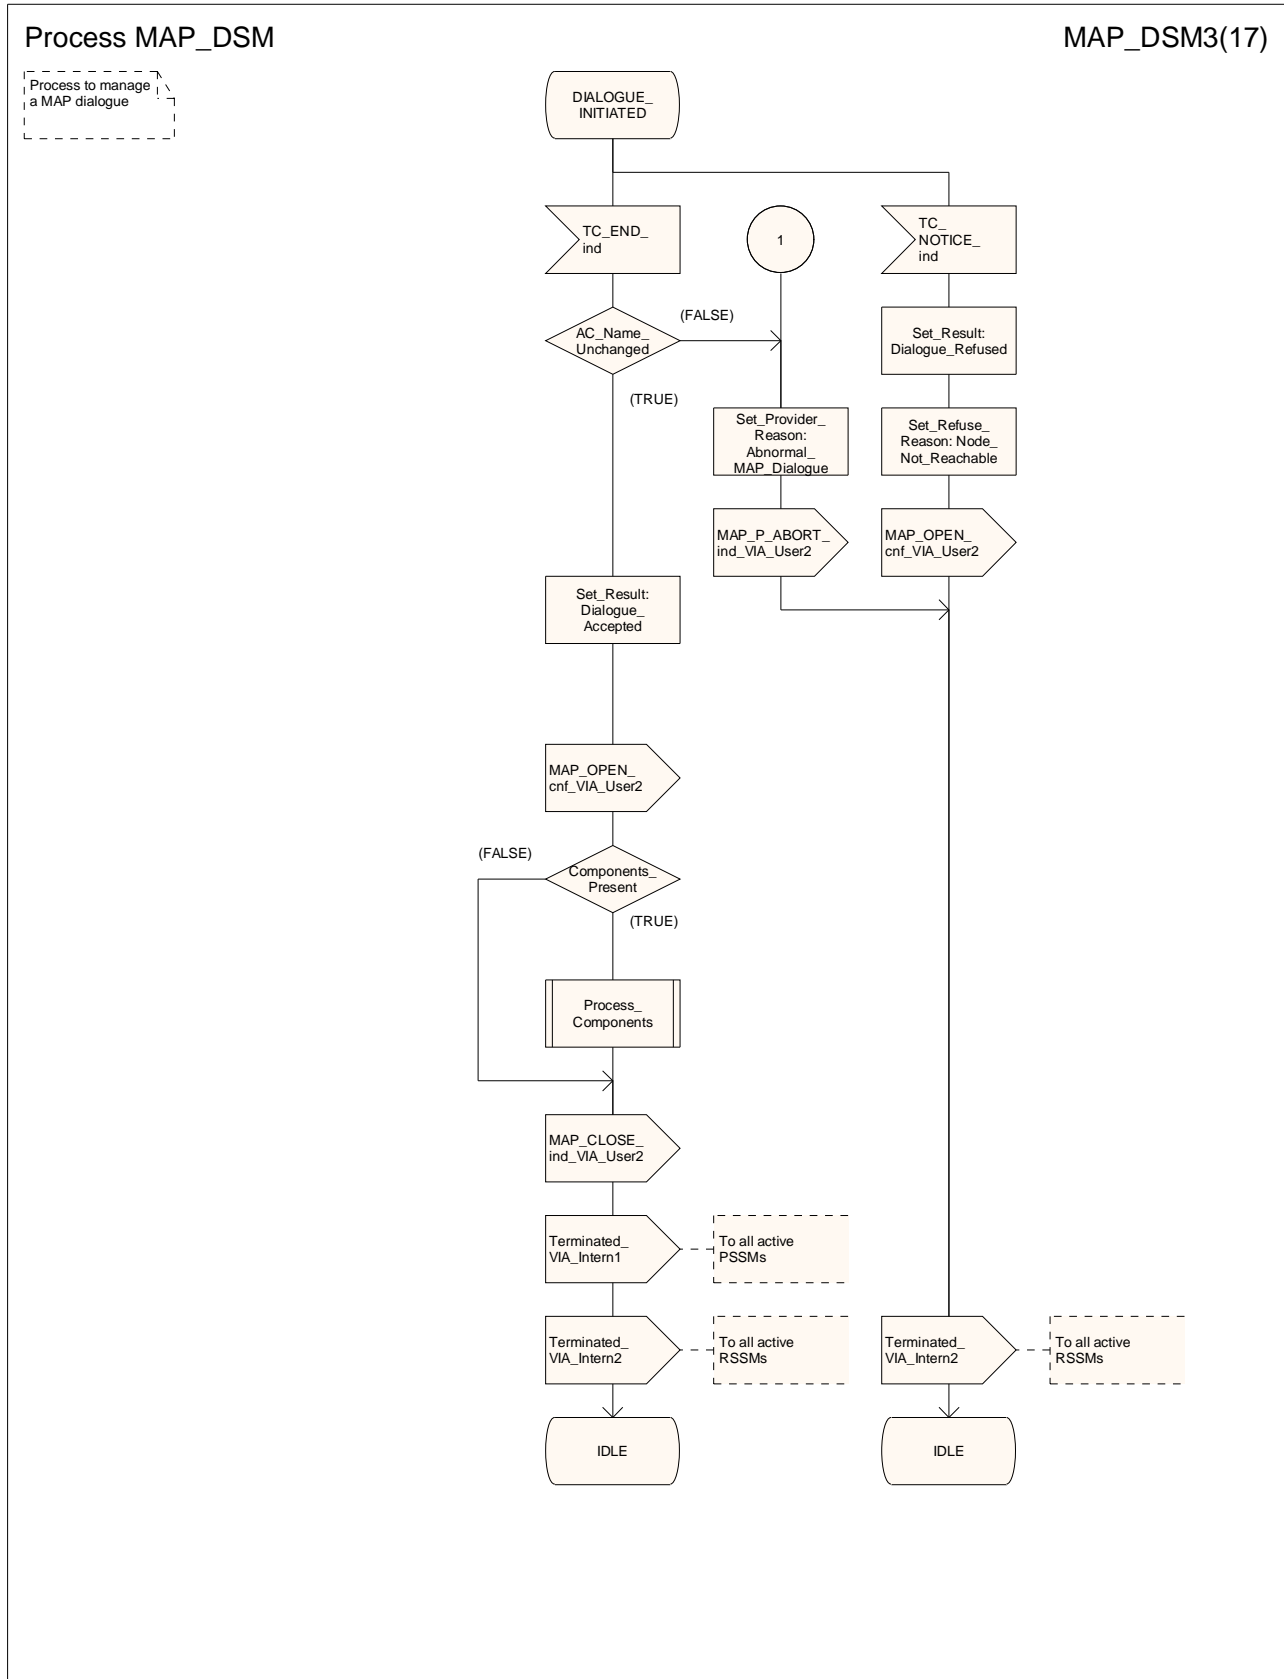 Process MAP_DSM
MAP_DSM3(17)
Process to manage
a MAP dialogue
DIALOGUE_
INITIATED
TC_END_
ind
1
TC_
NOTICE_
ind
AC_Name_
Unchanged
(FALSE)
(TRUE)
Set_Result:
Dialogue_Refused
Set_Provider_
Reason:
Abnormal_
MAP_Dialogue
Set_Refuse_
Reason: Node_
Not_Reachable
MAP_P_ABORT_
ind_VIA_User2
MAP_OPEN_
cnf_VIA_User2
Set_Result:
Dialogue_
Accepted
MAP_OPEN_
cnf_VIA_User2
(FALSE)
Components_
Present
(TRUE)
Process_
Components
MAP_CLOSE_
ind_VIA_User2
Terminated_
VIA_Intern1
To all active
PSSMs
Terminated_
VIA_Intern2
To all active
RSSMs
Terminated_
VIA_Intern2
To all active
RSSMs
IDLE
IDLE